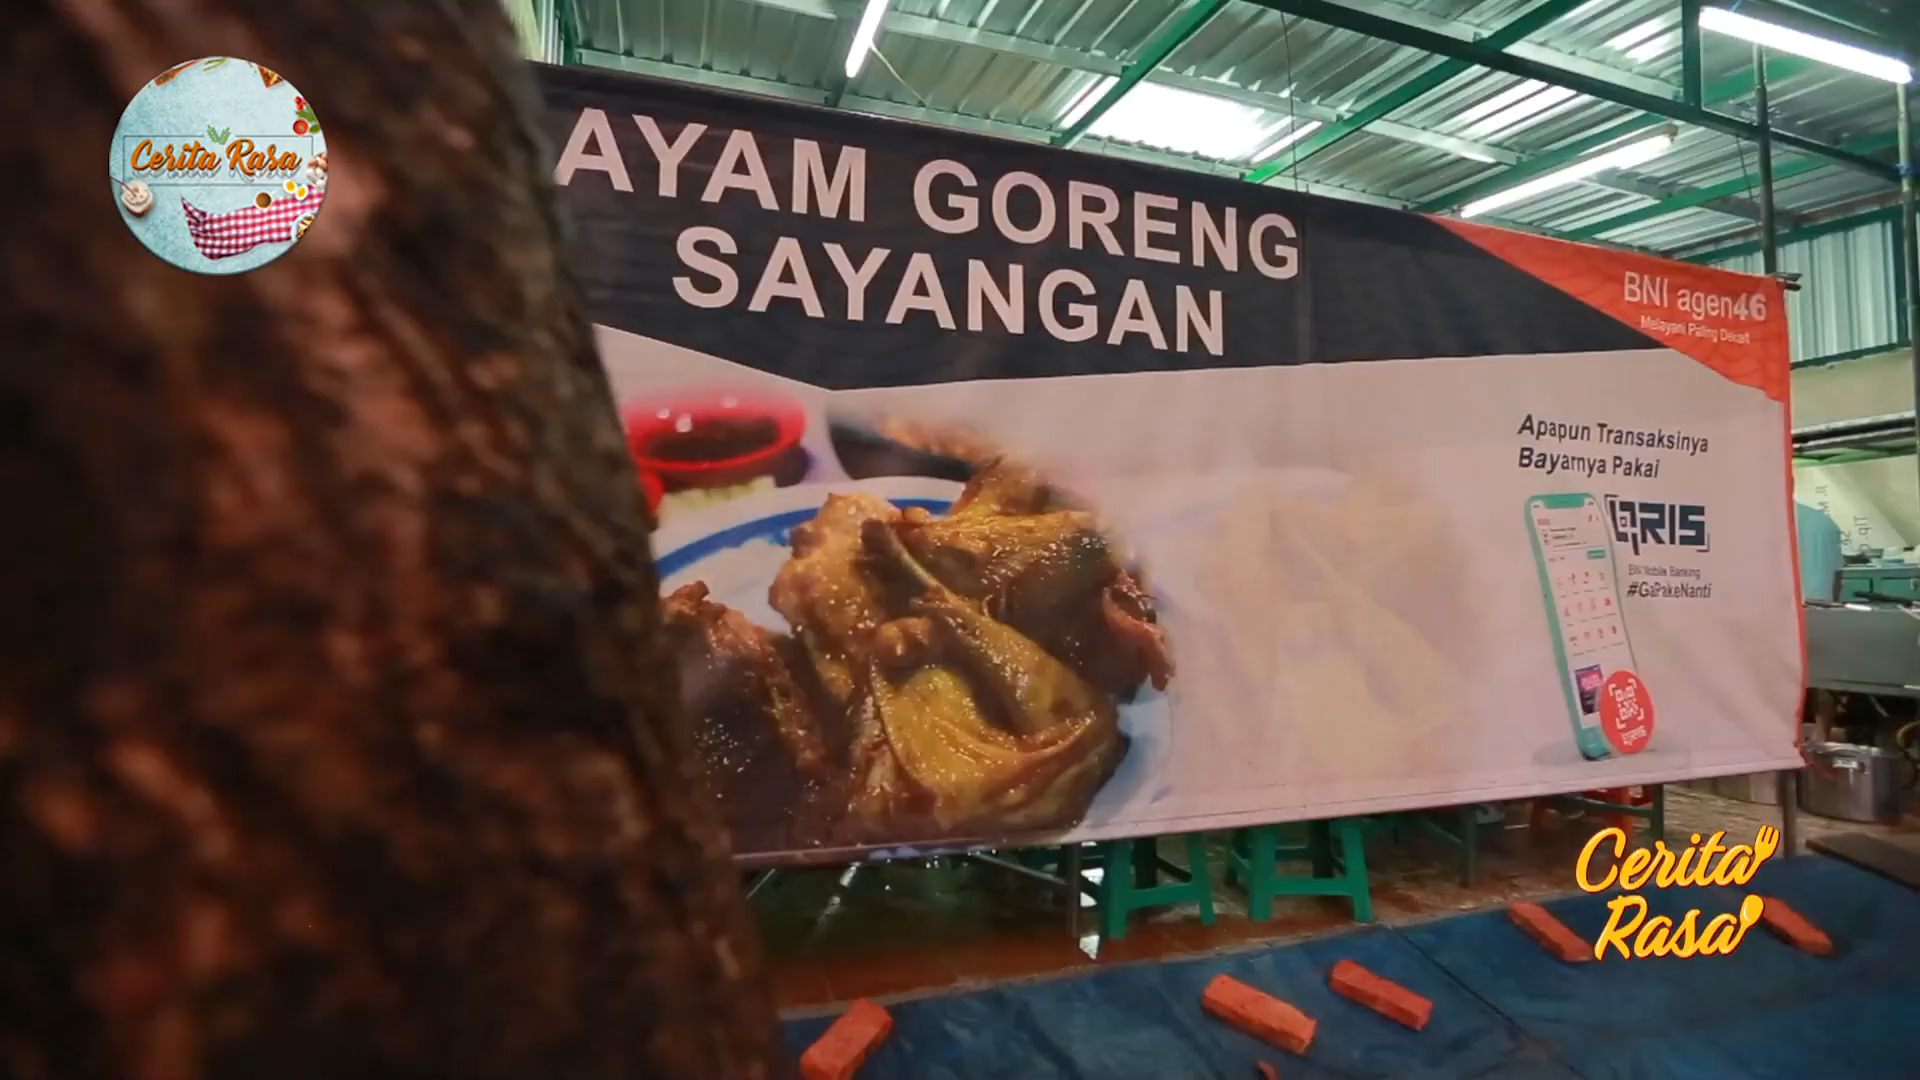 Cerita Rasa
AYAM GORENG
SAYANGAN
BNI agen46
Melayani Paling Dekat
Apapun Transaksinya
Bayarnya Pakai
QRIS
BNI Mobile Banking
#GaPakeNanti
Cerita
Rasa